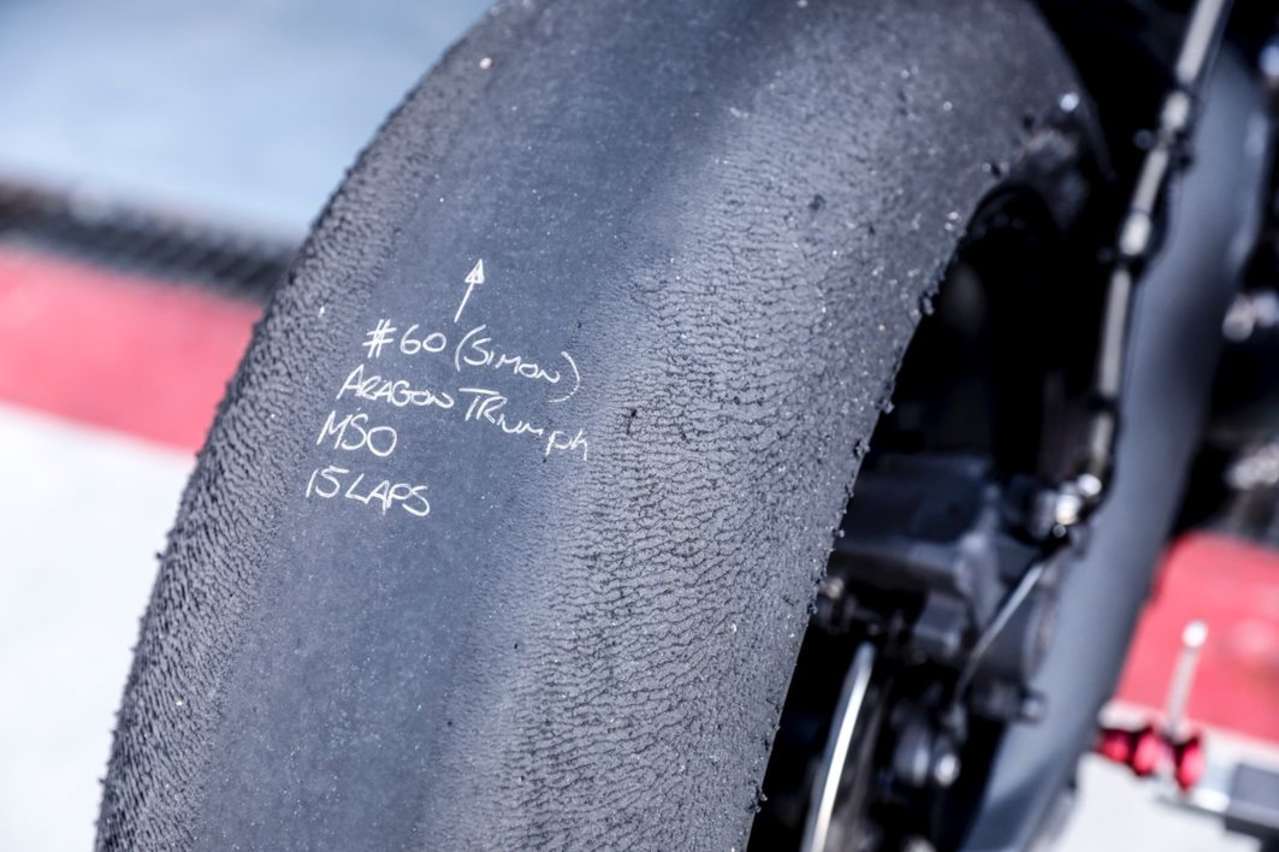 #60 (SIMON)
ARAGON TRIUMPH
MSO
15 LAPS